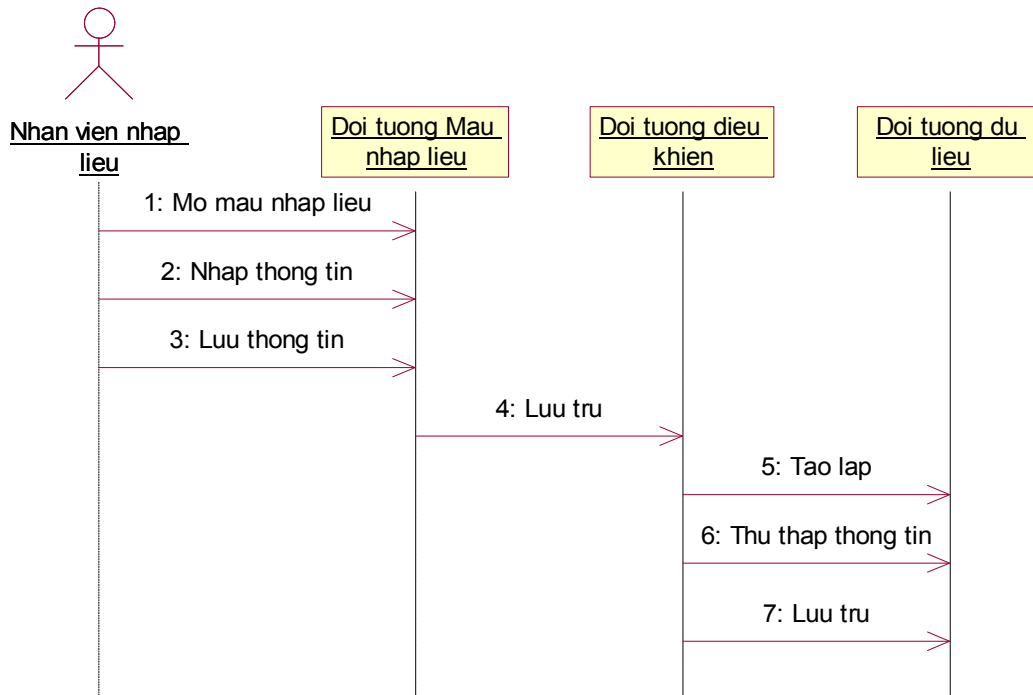 Nhan vien nhap
lieu
Doi tuong Mau
nhap lieu
Doi tuong dieu
khien
Doi tuong du
lieu
1: Mo mau nhap lieu
2: Nhap thong tin
3: Luu thong tin
4: Luu tru
5: Tao lap
6: Thu thap thong tin
7: Luu tru